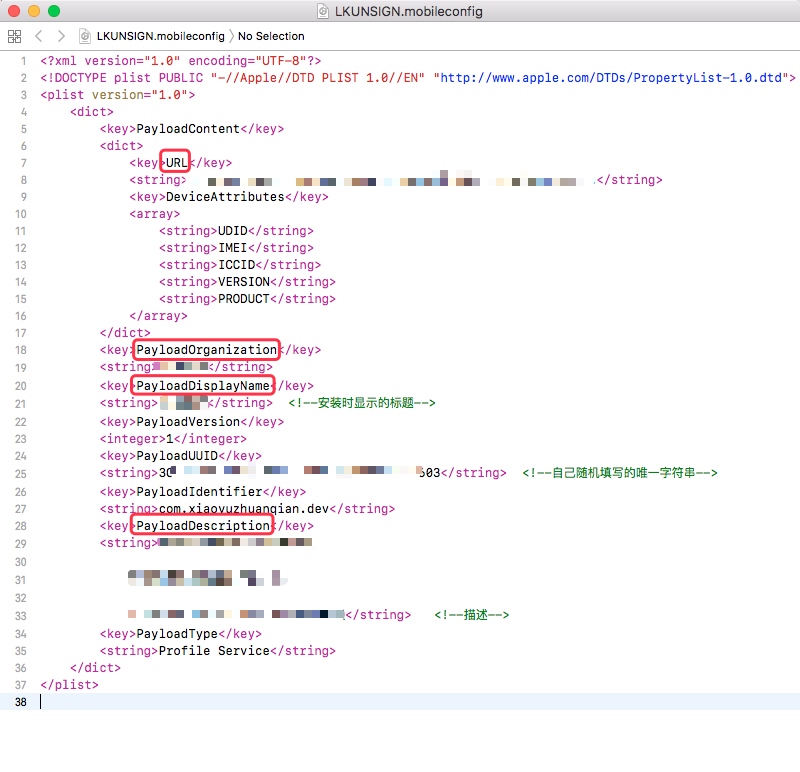 LKUNSIGN.mobileconfig
LKUNSIGN.mobileconfig 〉No Selection
1 <?xml version="1.0" encoding="UTF-8"?>
2 <!DOCTYPE plist PUBLIC "-//Apple//DTD PLIST 1.0//EN" "http://www.apple.com/DTDs/PropertyList-1.0.dtd">
3 <plist version="1.0">
4 <dict>
5 <key>PayloadContent</key>
6 <dict>
7 <key>URL</key>
8 <string> </string>
9 <key>DeviceAttributes</key>
10 <array>
11 <string>UDID</string>
12 <string>IMEI</string>
13 <string>ICCID</string>
14 <string>VERSION</string>
15 <string>PRODUCT</string>
16 </array>
17 </dict>
18 <key>PayloadOrganization</key>
19 <string> </string>
20 <key>PayloadDisplayName</key>
21 <string> </string> <!--安装时显示的标题-->
22 <key>PayloadVersion</key>
23 <integer>1</integer>
24 <key>PayloadUUID</key>
25 <string>3C 503</string> <!--自己随机填写的唯一字符串-->
26 <key>PayloadIdentifier</key>
27 <string>com.xiaoyuzhuanqian.dev</string>
28 <key>PayloadDescription</key>
29 <string>
30
31
32
33 </string> <!--描述-->
34 <key>PayloadType</key>
35 <string>Profile Service</string>
36 </dict>
37 </plist>
38